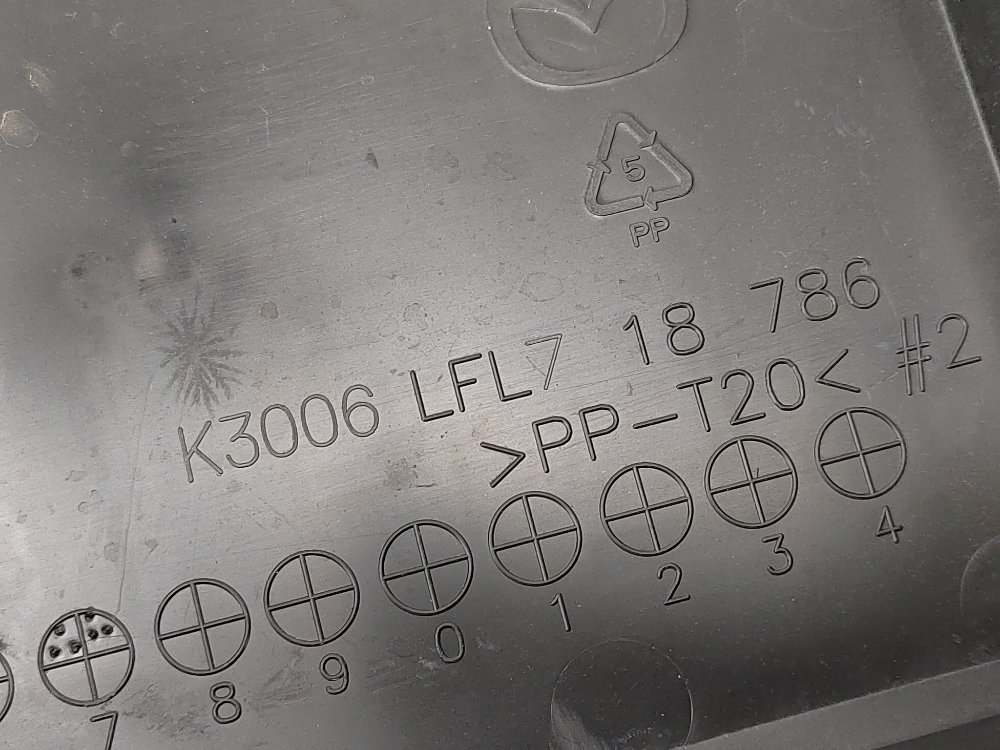 5
PP
K3006 LFL7 18 786
>PP-T20< #2
7 8 9 0 1 2 3 4